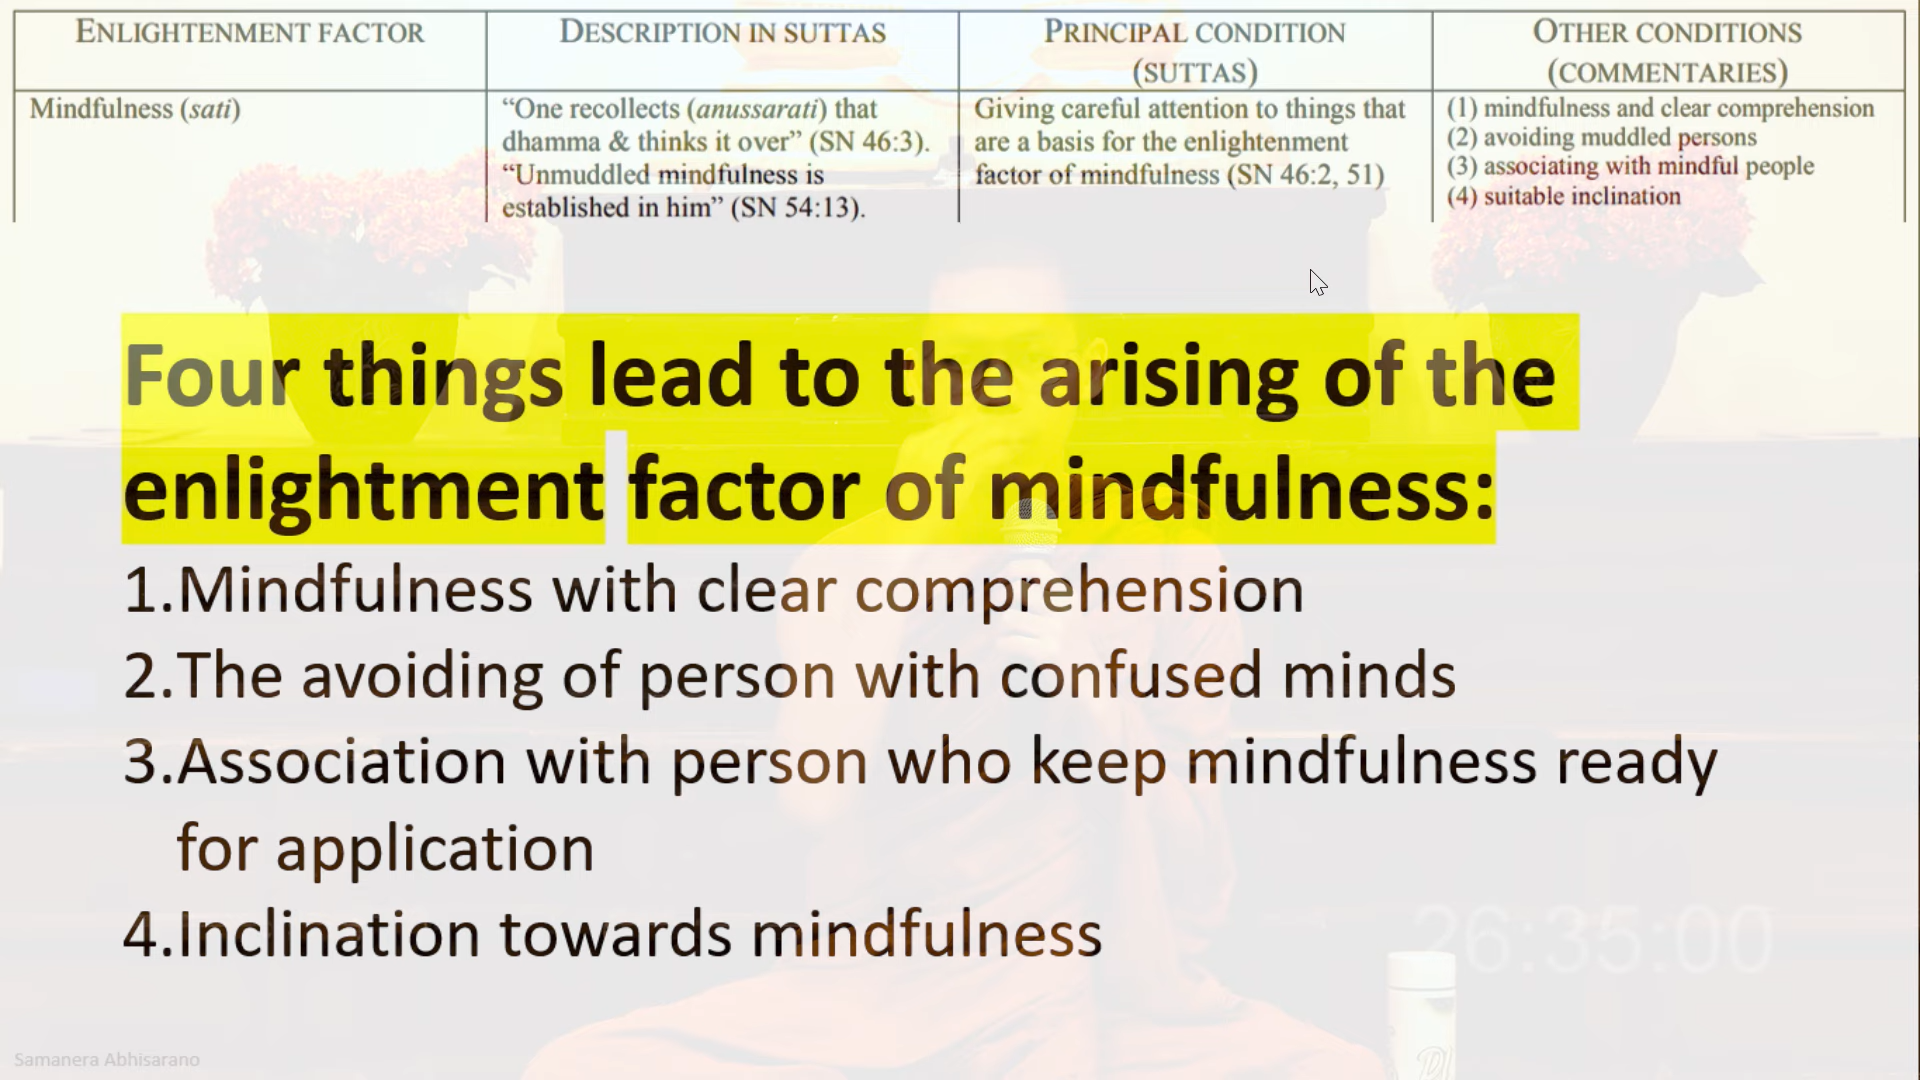 ENLIGHTENMENT FACTOR
DESCRIPTION IN SUTTAS
PRINCIPAL CONDITION
(SUTTAS)
OTHER CONDITIONS
(COMMENTARIES)
Mindfulness (sati)
“One recollects (anussarati) that
dhamma & thinks it over” (SN 46:3).
“Unmuddled mindfulness is
established in him” (SN 54:13).
Giving careful attention to things that
are a basis for the enlightenment
factor of mindfulness (SN 46:2, 51)
(1) mindfulness and clear comprehension
(2) avoiding muddled persons
(3) associating with mindful people
(4) suitable inclination
Four things lead to the arising of the
enlightment factor of mindfulness:
1.Mindfulness with clear comprehension
2.The avoiding of person with confused minds
3.Association with person who keep mindfulness ready
for application
4.Inclination towards mindfulness
26:35:00
Samanera Abhisarano